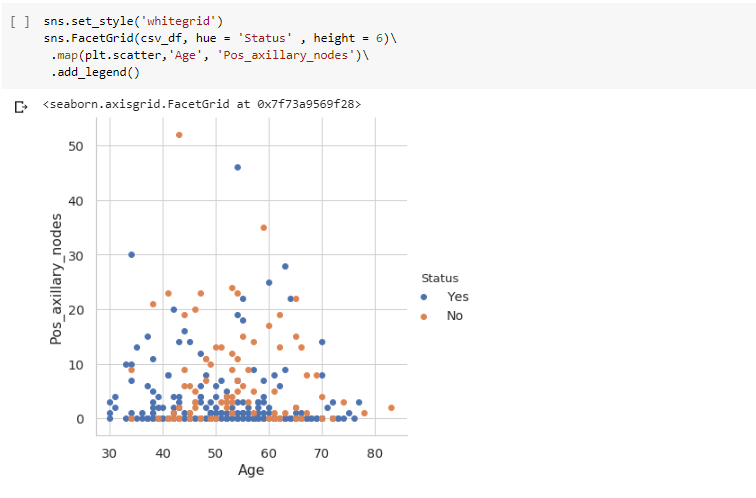 [ ] sns.set_style('whitegrid')
sns.FacetGrid(csv_df, hue = 'Status' , height = 6)\
.map(plt.scatter,'Age', 'Pos_axillary_nodes')\
.add_legend()
<seaborn.axisgrid.FacetGrid at 0x7f73a9569f28>
50
40
30
20
10
0
Pos_axillary_nodes
30 40 50 60 70 80
Age
Status
Yes
No